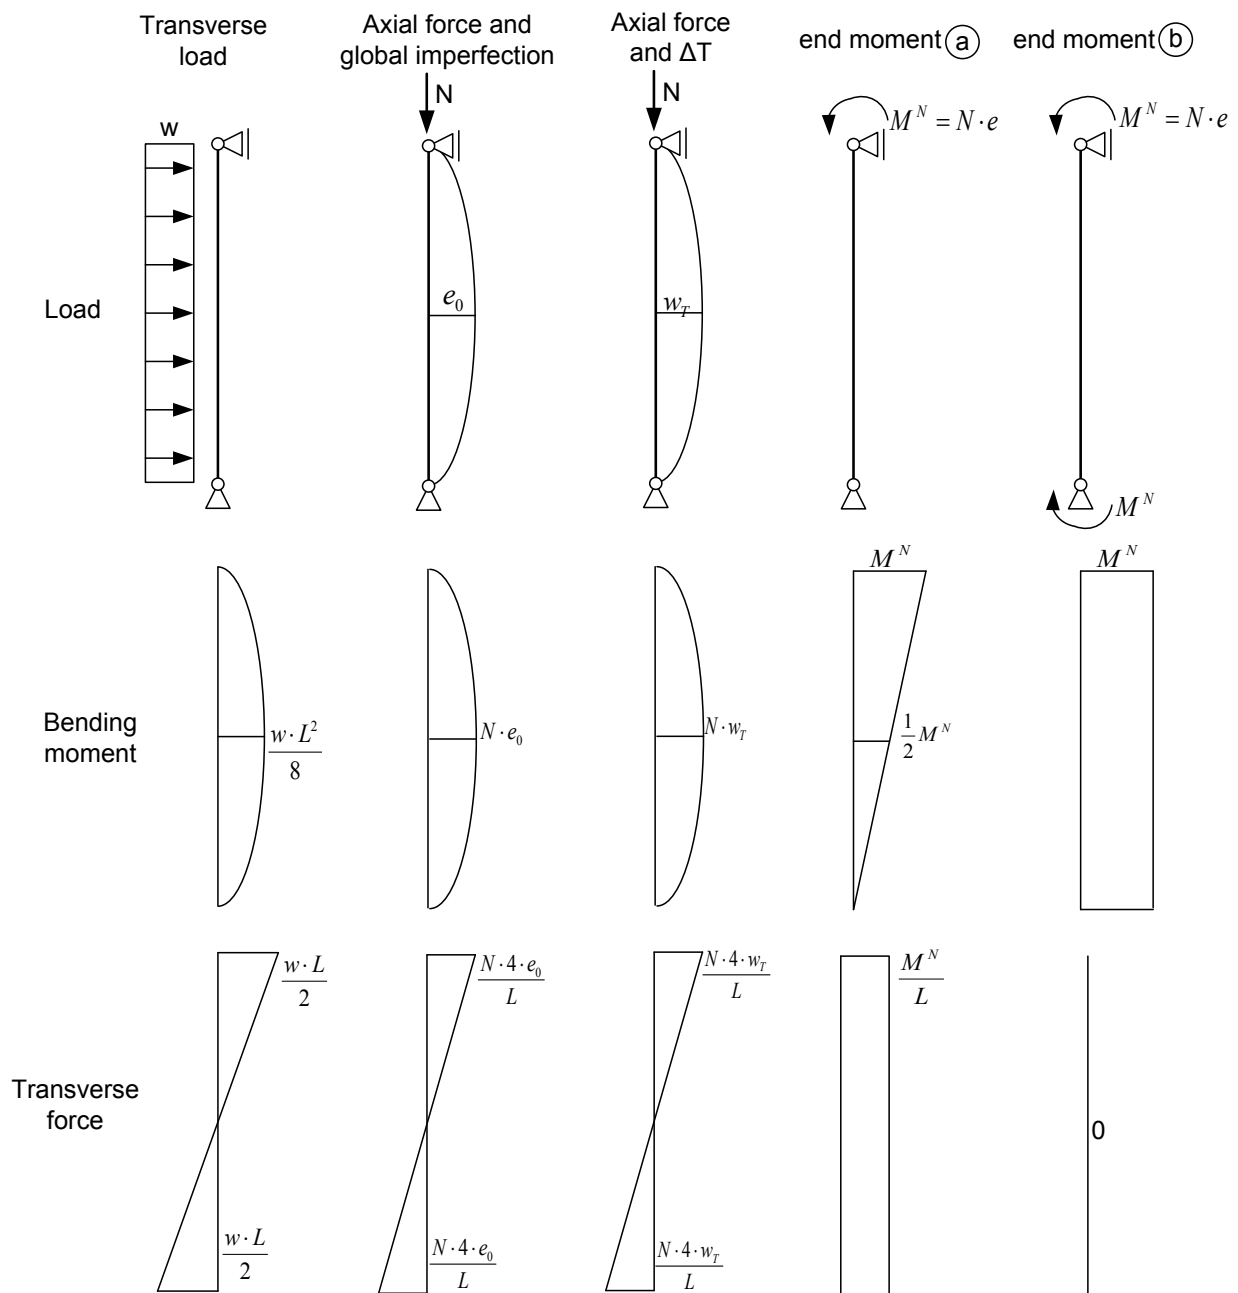 Transverse
load
Axial force and
global imperfection
Axial force
and ΔT
end moment ⓐ
end moment ⓑ
N
N
w
M^N = N · e
M^N = N · e
Load
e_0
w_T
M^N
M^N
M^N
Bending
moment
w · L^2
8
N · e_0
N · w_T
1
2
M^N
w · L
2
N · 4 · e_0
L
N · 4 · w_T
L
M^N
L
Transverse
force
0
w · L
2
N · 4 · e_0
L
N · 4 · w_T
L